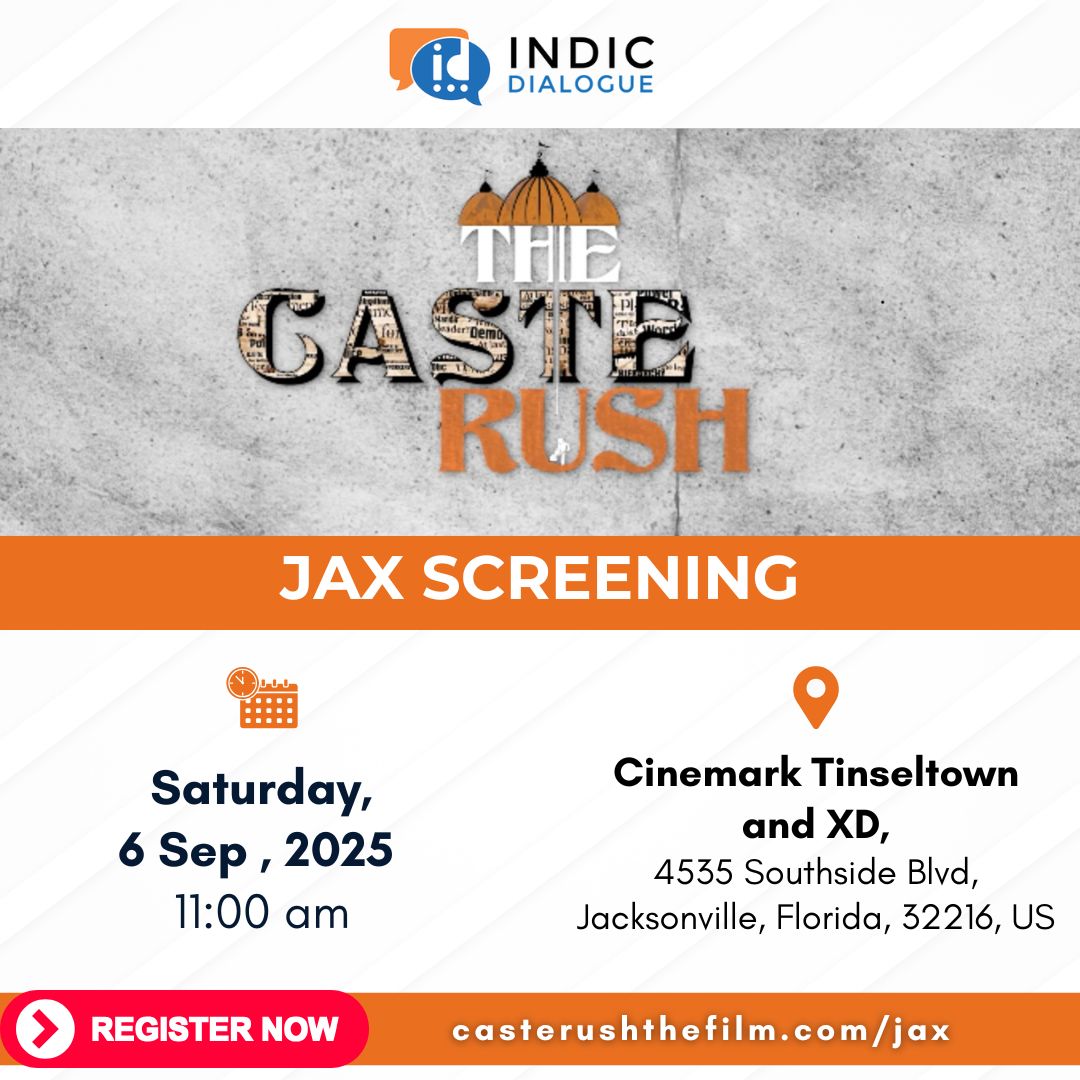 id
INDIC
DIALOGUE
THE
CASTE
RUSH
JAX SCREENING
Saturday,
6 Sep , 2025
11:00 am
Cinemark Tinseltown
and XD,
4535 Southside Blvd,
Jacksonville, Florida, 32216, US
REGISTER NOW
casterushthefilm.com/jax